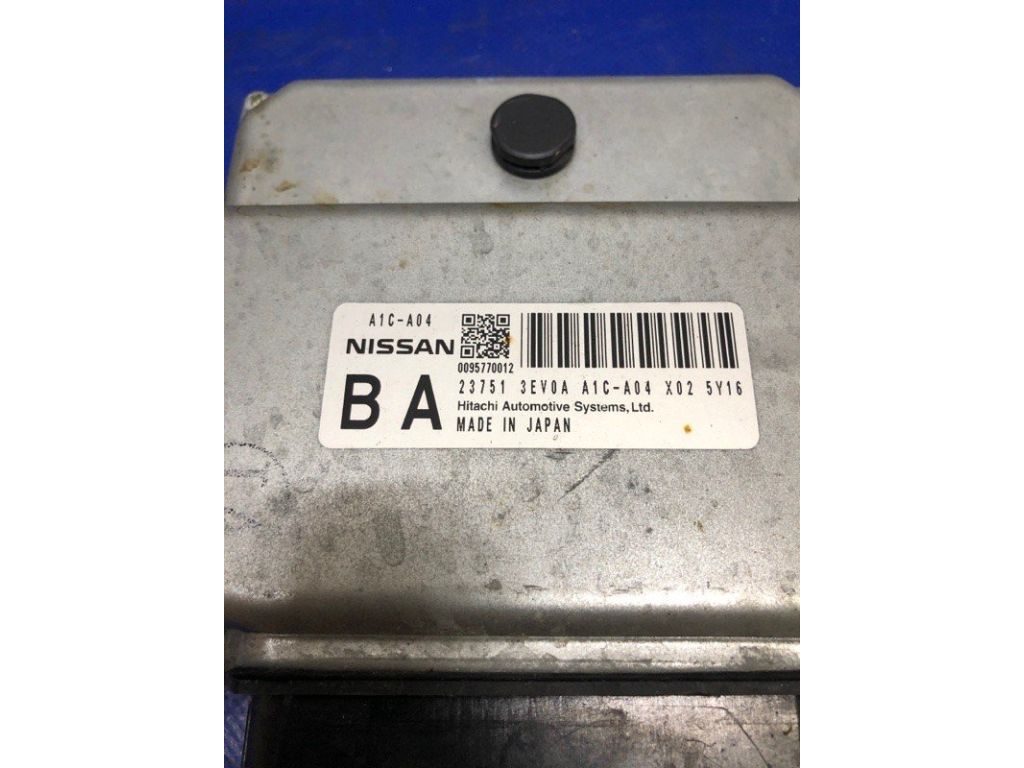 A1C-A04
NISSAN
0095770012
BA
23751 3EV0A A1C-A04 X02 5Y16
Hitachi Automotive Systems, Ltd.
MADE IN JAPAN